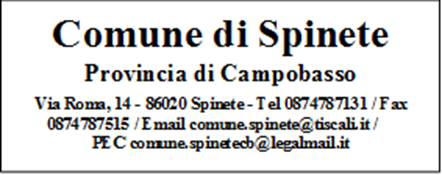 Comune di Spinete
Provincia di Campobasso
Via Roma, 14 - 86020 Spinete - Tel 0874787131 / Fax
0874787515 / Email comune.spinete@tiscali.it /
PEC comune.spinetecb@legalmail.it